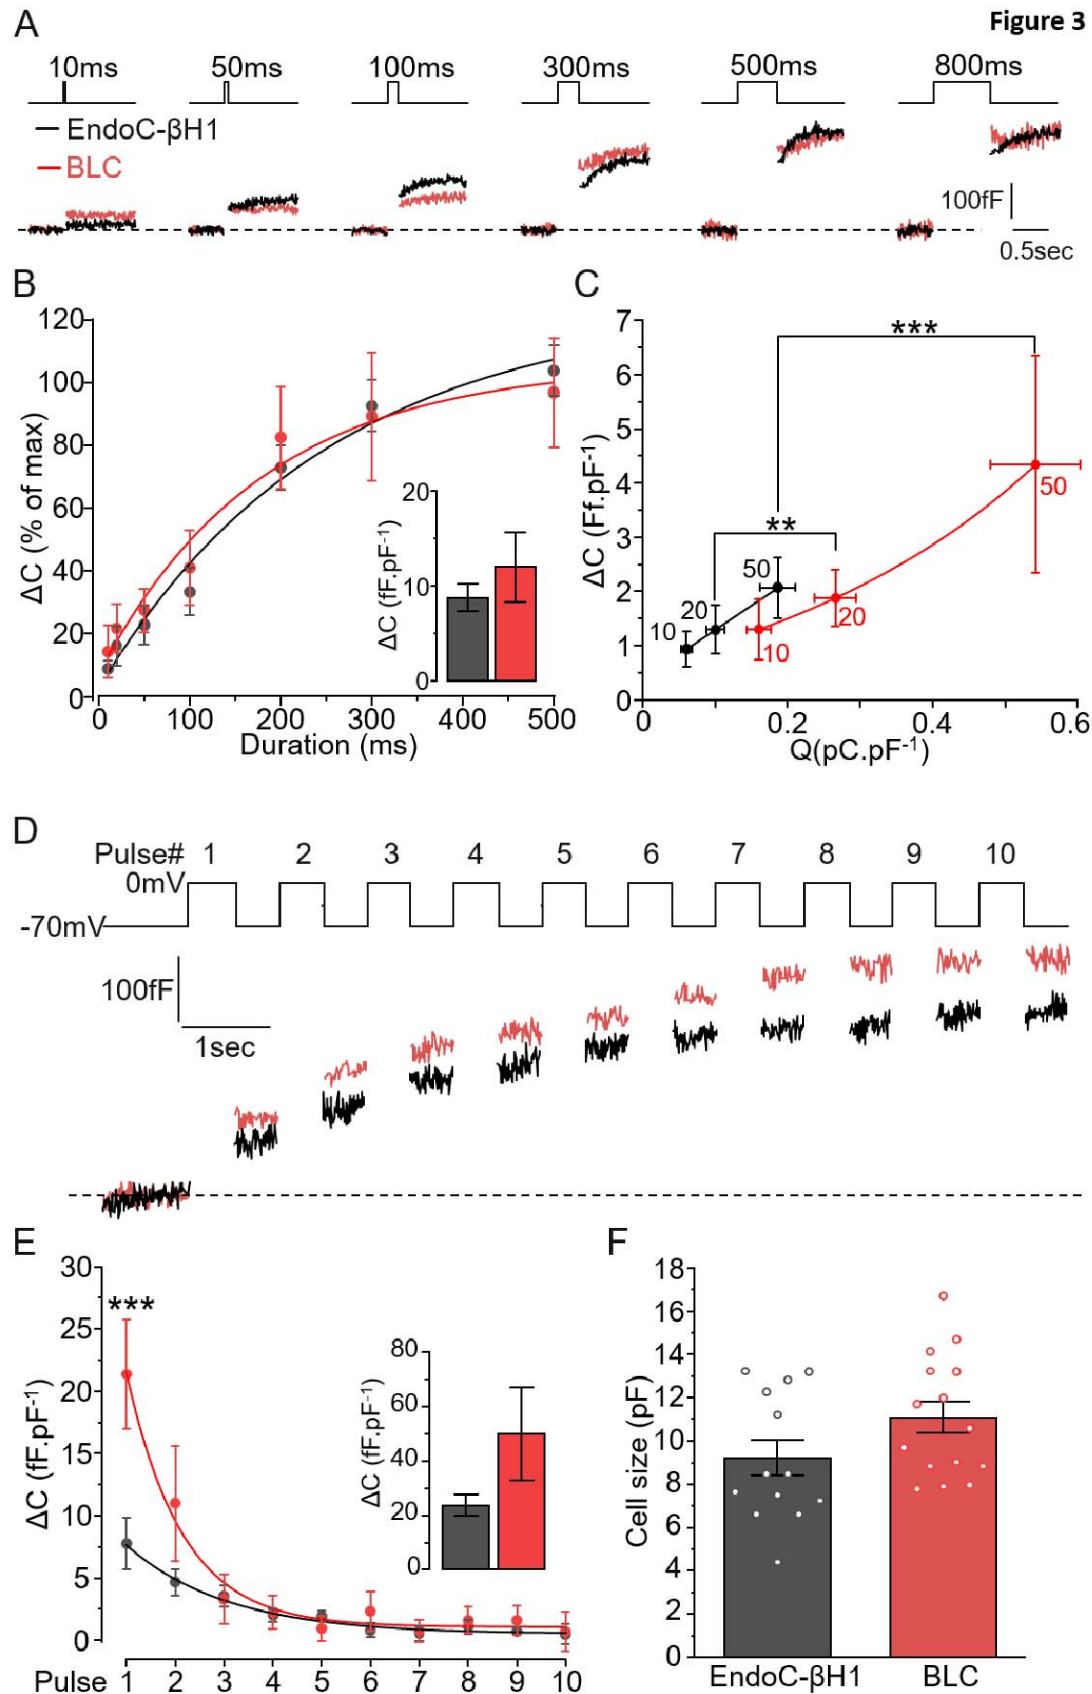 A
Figure 3
10ms 50ms 100ms 300ms 500ms 800ms
EndoC-βH1
BLC
100fF
0.5sec
B
ΔC (% of max)
120
100
80
60
40
20
0
0 100 200 300 400 500
Duration (ms)
ΔC (fF.pF⁻¹)
20
10
0
C
ΔC (Ff.pF⁻¹)
7
6
5
4
3
2
1
0
***
**
50
50
20
10
20
10
0 0.2 0.4 0.6
Q(pC.pF⁻¹)
D
Pulse# 1 2 3 4 5 6 7 8 9 10
0mV
-70mV
100fF
1sec
E
ΔC (fF.pF⁻¹)
30
25
20
15
10
5
0
***
ΔC (fF.pF⁻¹)
80
60
40
20
0
Pulse 1 2 3 4 5 6 7 8 9 10
F
Cell size (pF)
18
16
14
12
10
8
6
4
2
0
EndoC-βH1 BLC